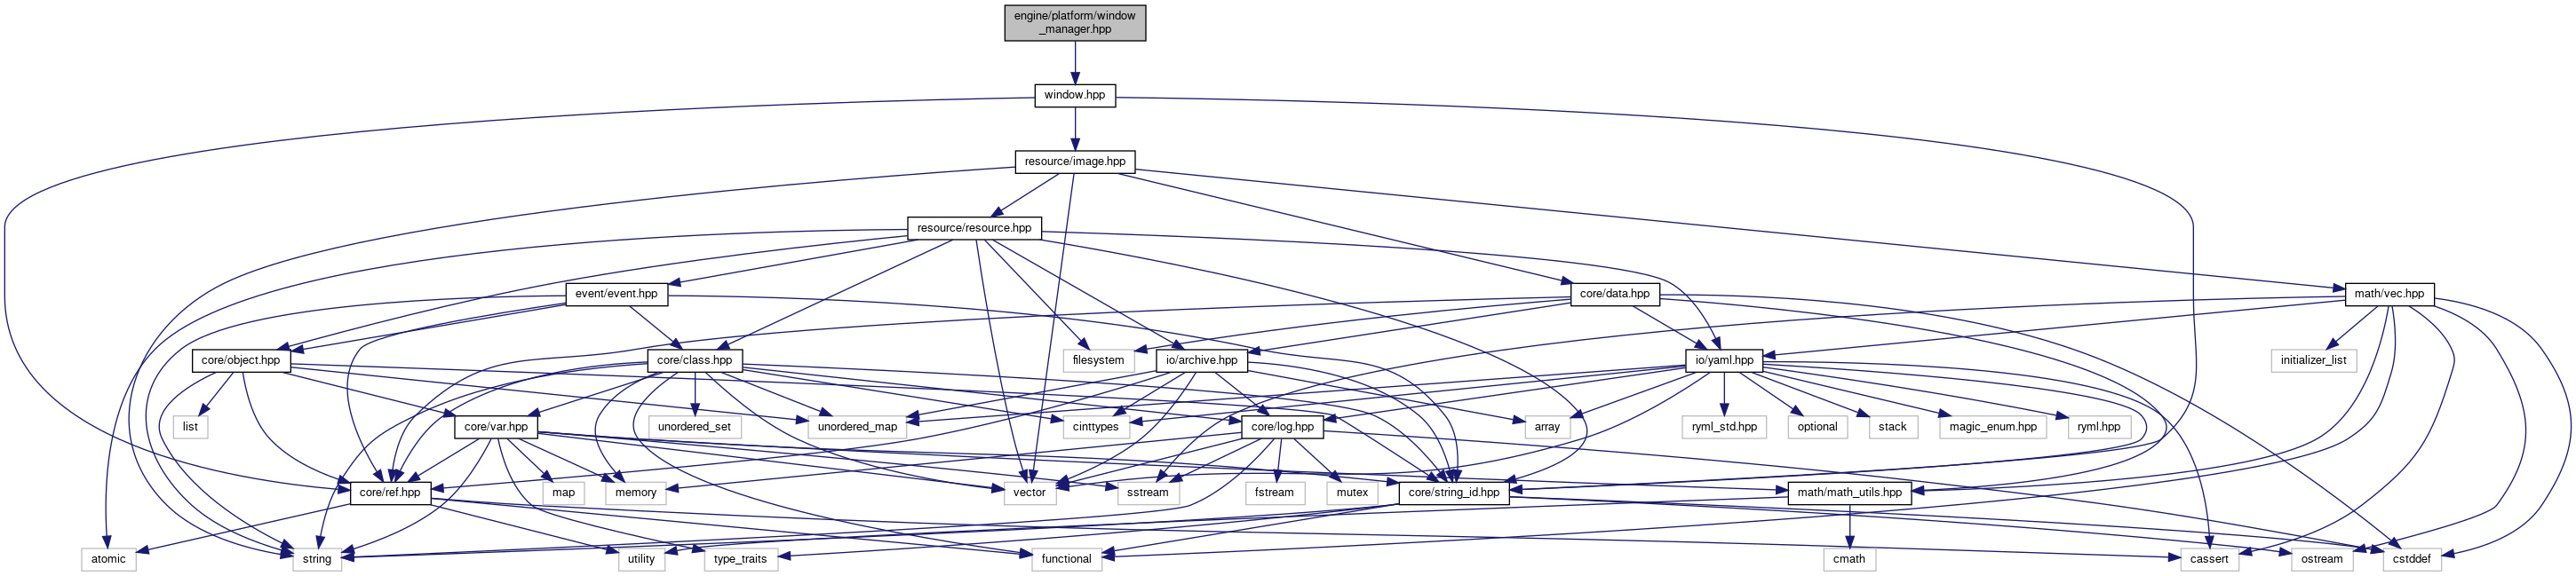 engine/platform/window
_manager.hpp
window.hpp
resource/image.hpp
resource/resource.hpp
event/event.hpp
core/data.hpp
math/vec.hpp
core/object.hpp
core/class.hpp
filesystem
io/archive.hpp
io/yaml.hpp
initializer_list
list
core/var.hpp
unordered_set
unordered_map
cinttypes
core/log.hpp
array
ryml_std.hpp
optional
stack
magic_enum.hpp
ryml.hpp
core/ref.hpp
map
memory
vector
sstream
fstream
mutex
core/string_id.hpp
math/math_utils.hpp
atomic
string
utility
type_traits
functional
cmath
cassert
ostream
cstddef